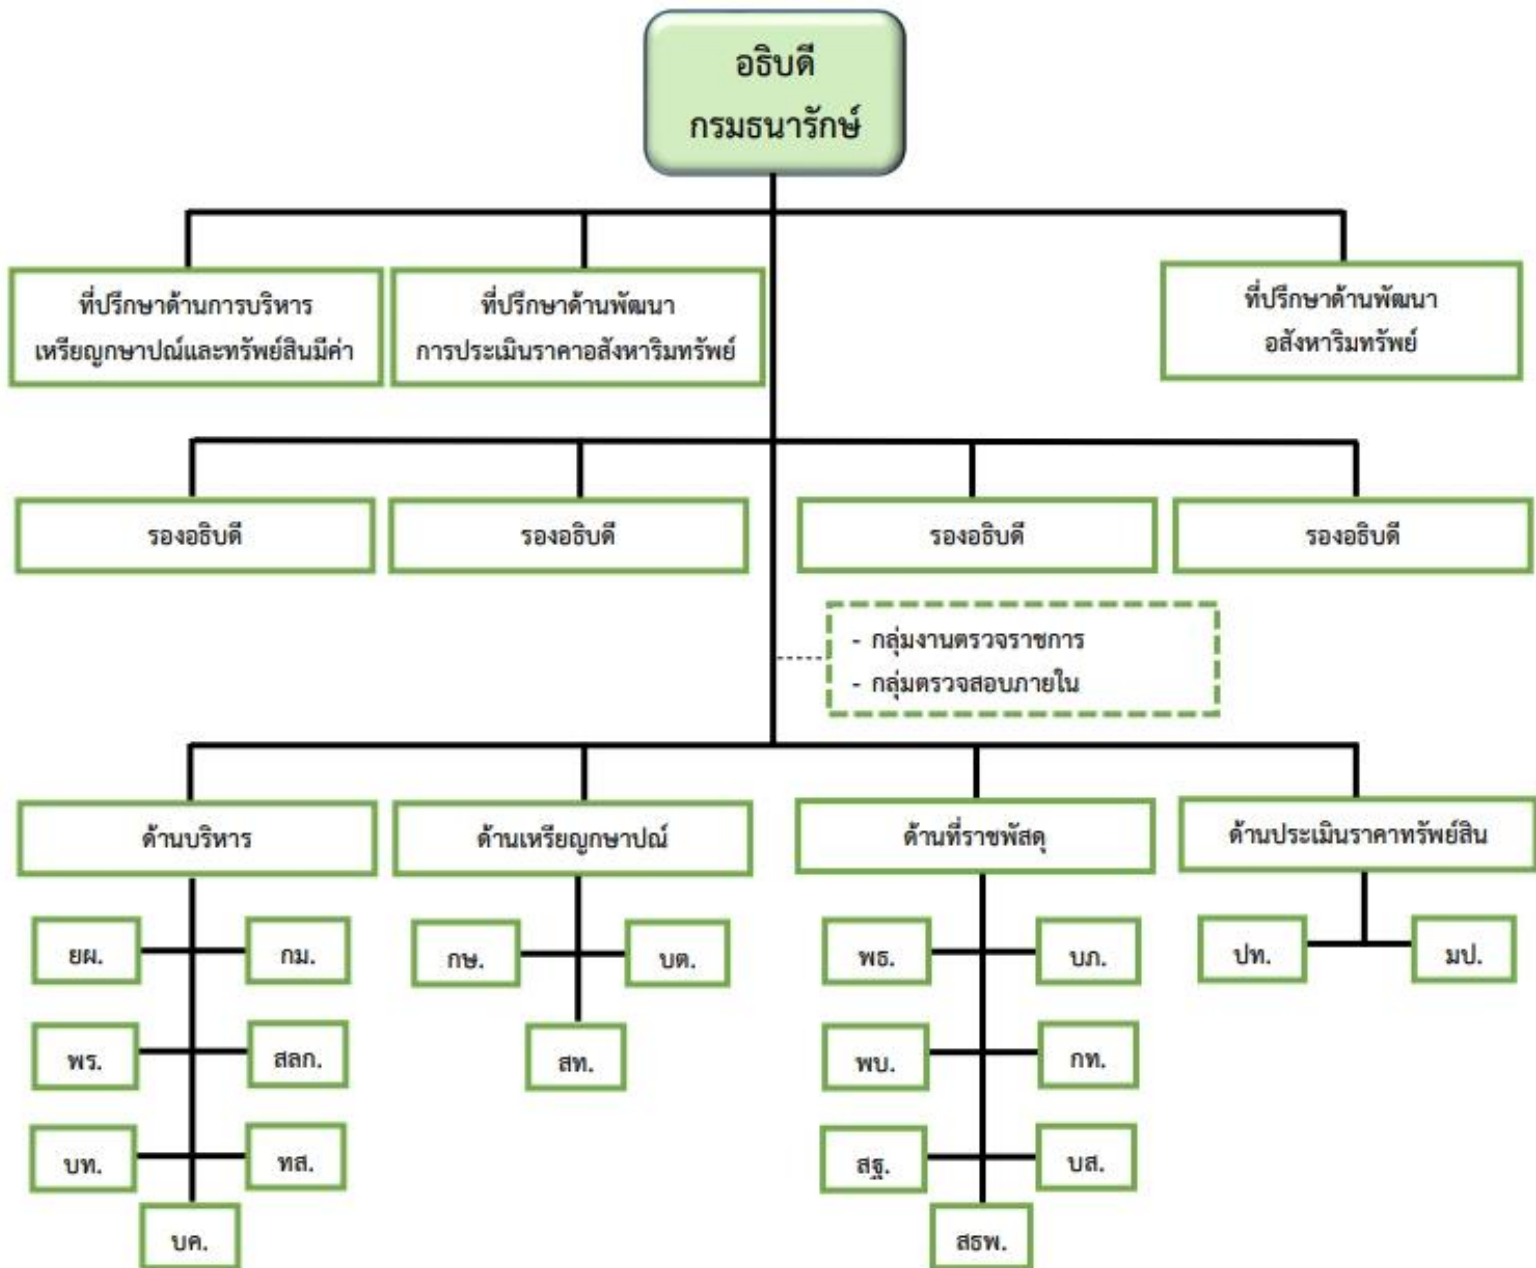 อธิบดี
กรมธนารักษ์
ที่ปรึกษาด้านการบริหาร
เหรียญกษาปณ์และทรัพย์สินมีค่า
ที่ปรึกษาด้านพัฒนา
การประเมินราคาอสังหาริมทรัพย์
ที่ปรึกษาด้านพัฒนา
อสังหาริมทรัพย์
รองอธิบดี
รองอธิบดี
รองอธิบดี
รองอธิบดี
- กลุ่มงานตรวจราชการ
- กลุ่มตรวจสอบภายใน
ด้านบริหาร
ด้านเหรียญกษาปณ์
ด้านที่ราชพัสดุ
ด้านประเมินราคาทรัพย์สิน
ยผ.
กม.
พร.
สลก.
บท.
ทส.
บค.
กษ.
บต.
สท.
พธ.
บภ.
พบ.
กท.
สฐ.
บส.
สธพ.
ปท.
มป.